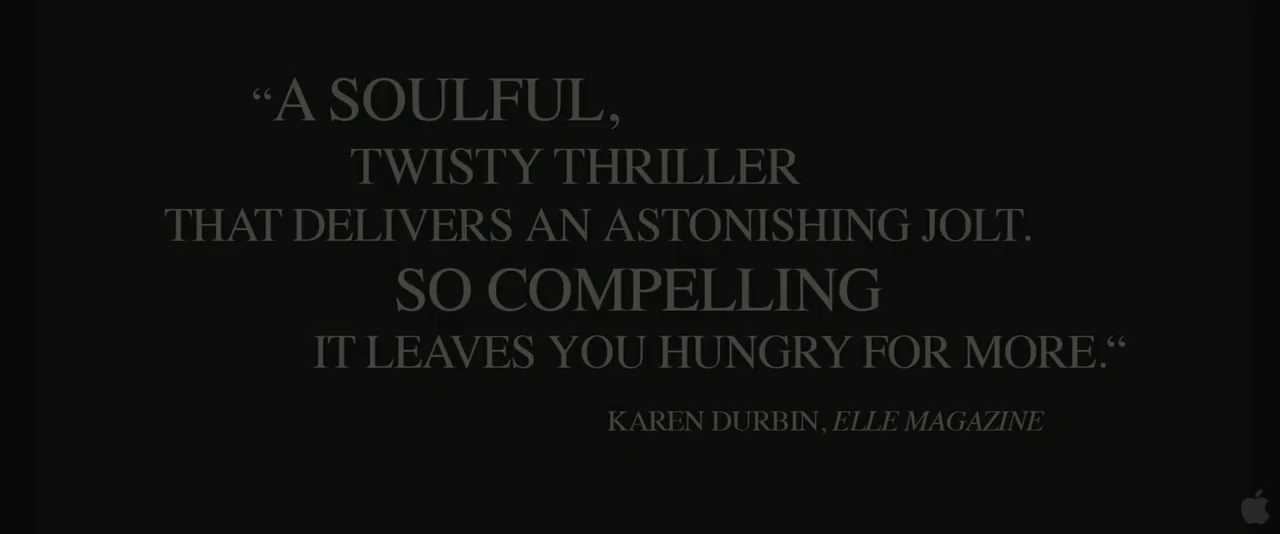 “A SOULFUL,
TWISTY THRILLER
THAT DELIVERS AN ASTONISHING JOLT.
SO COMPELLING
IT LEAVES YOU HUNGRY FOR MORE.“
KAREN DURBIN, ELLE MAGAZINE